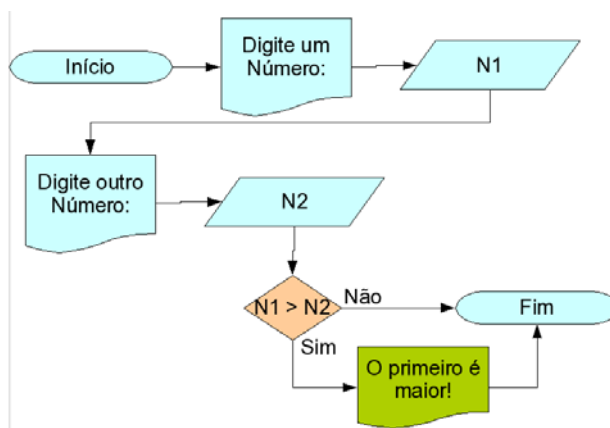 Início
Digite um
Número:
N1
Digite outro
Número:
N2
N1 > N2
Não
Fim
Sim
O primeiro é
maior!